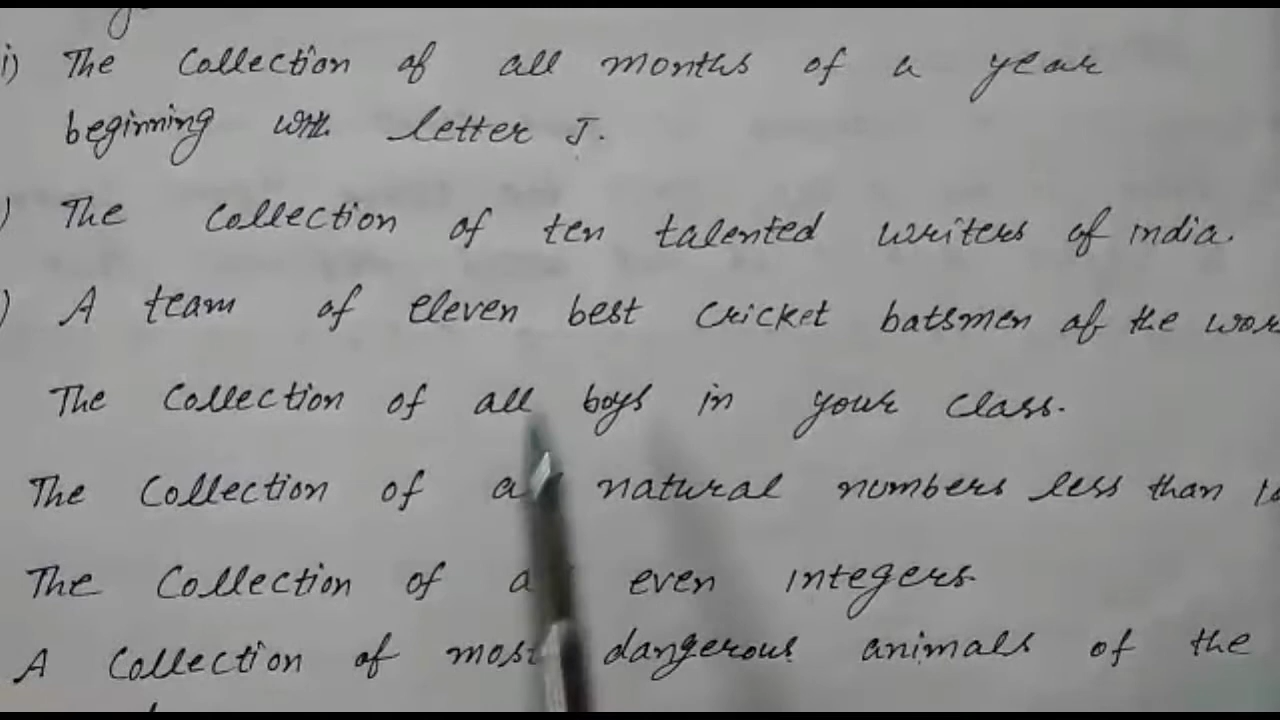 i) The Collection of all months of a year
beginning with letter J.
) The collection of ten talented writers of india.
) A team of eleven best cricket batsmen of the
The Collection of all boys in your class.
The Collection of natural numbers less than
The Collection of even integers.
A Collection of most dangerous animals of the